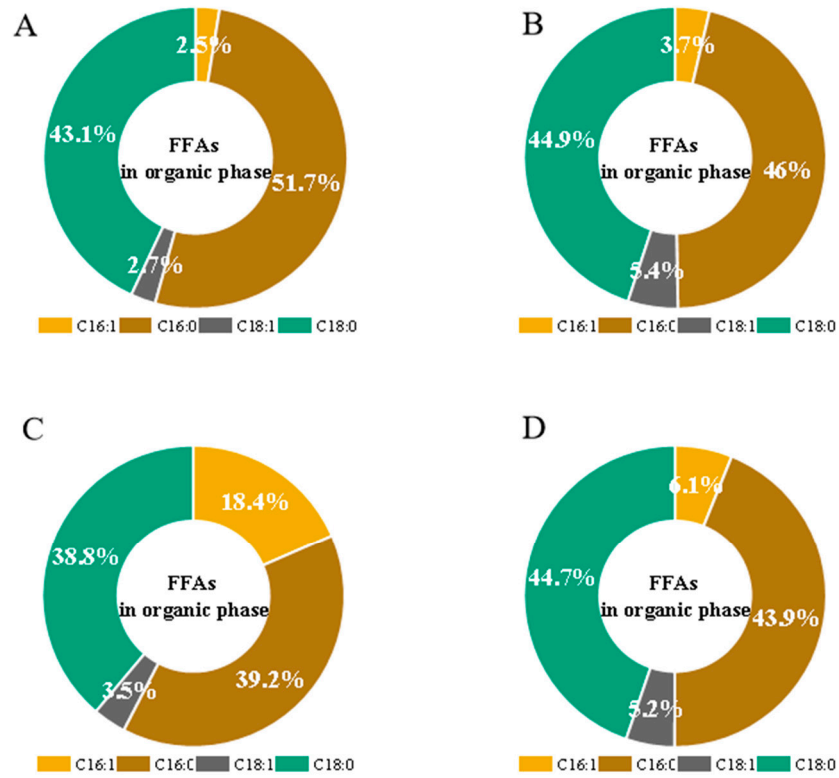 A
2.5%
43.1%
FFAs
in organic phase
51.7%
2.7%
C16:1 C16:0 C18:1 C18:0
B
3.7%
44.9%
FFAs
in organic phase
46%
5.4%
C16:1 C16:0 C18:1 C18:0
C
18.4%
38.8%
FFAs
in organic phase
39.2%
3.5%
C16:1 C16:0 C18:1 C18:0
D
6.1%
44.7%
FFAs
in organic phase
43.9%
5.2%
C16:1 C16:0 C18:1 C18:0